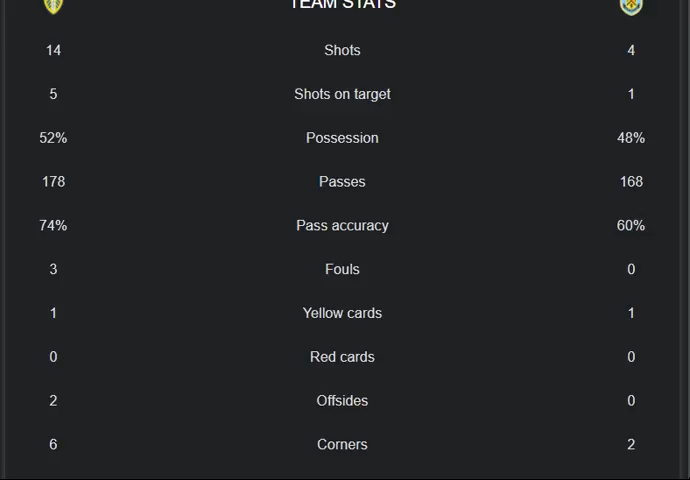 TEAM STATS
14 Shots 4
5 Shots on target 1
52% Possession 48%
178 Passes 168
74% Pass accuracy 60%
3 Fouls 0
1 Yellow cards 1
0 Red cards 0
2 Offsides 0
6 Corners 2